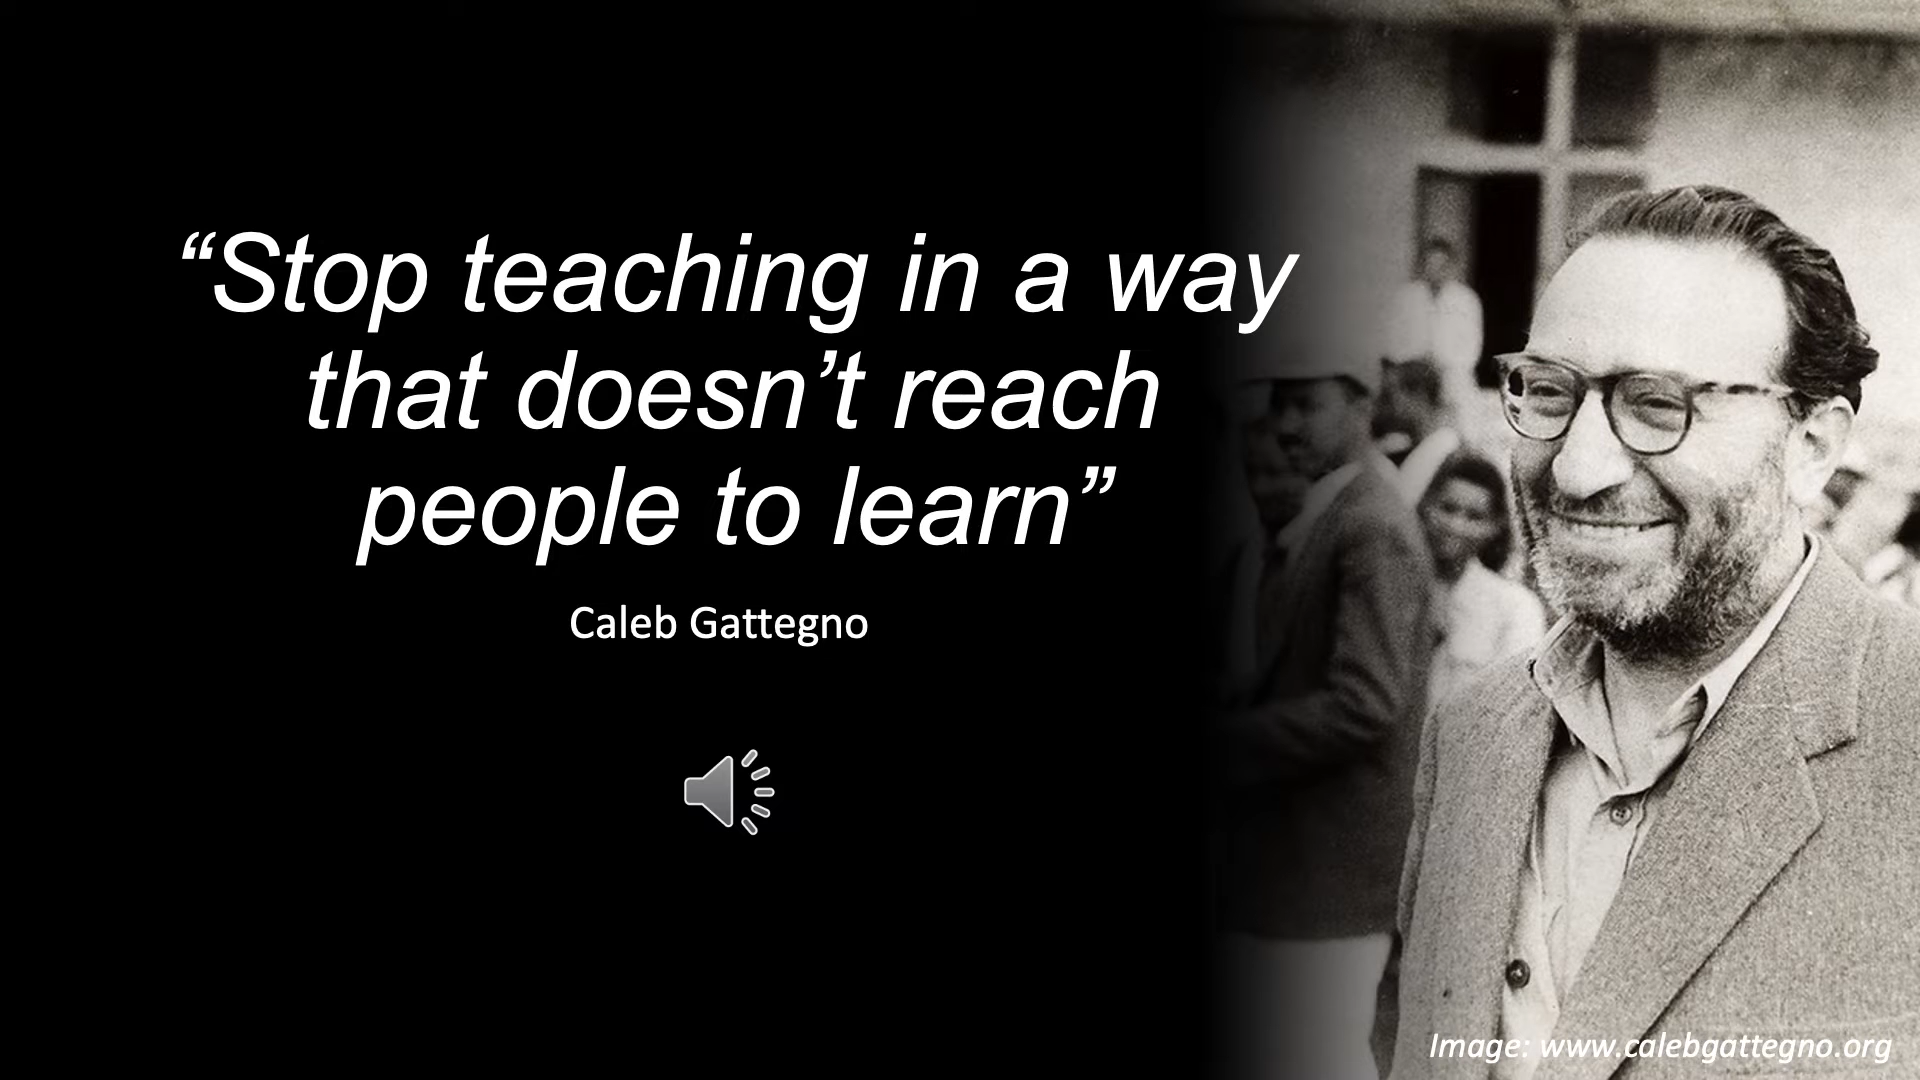 “Stop teaching in a way
that doesn’t reach
people to learn”
Caleb Gattegno
Image: www.calebgattegno.org